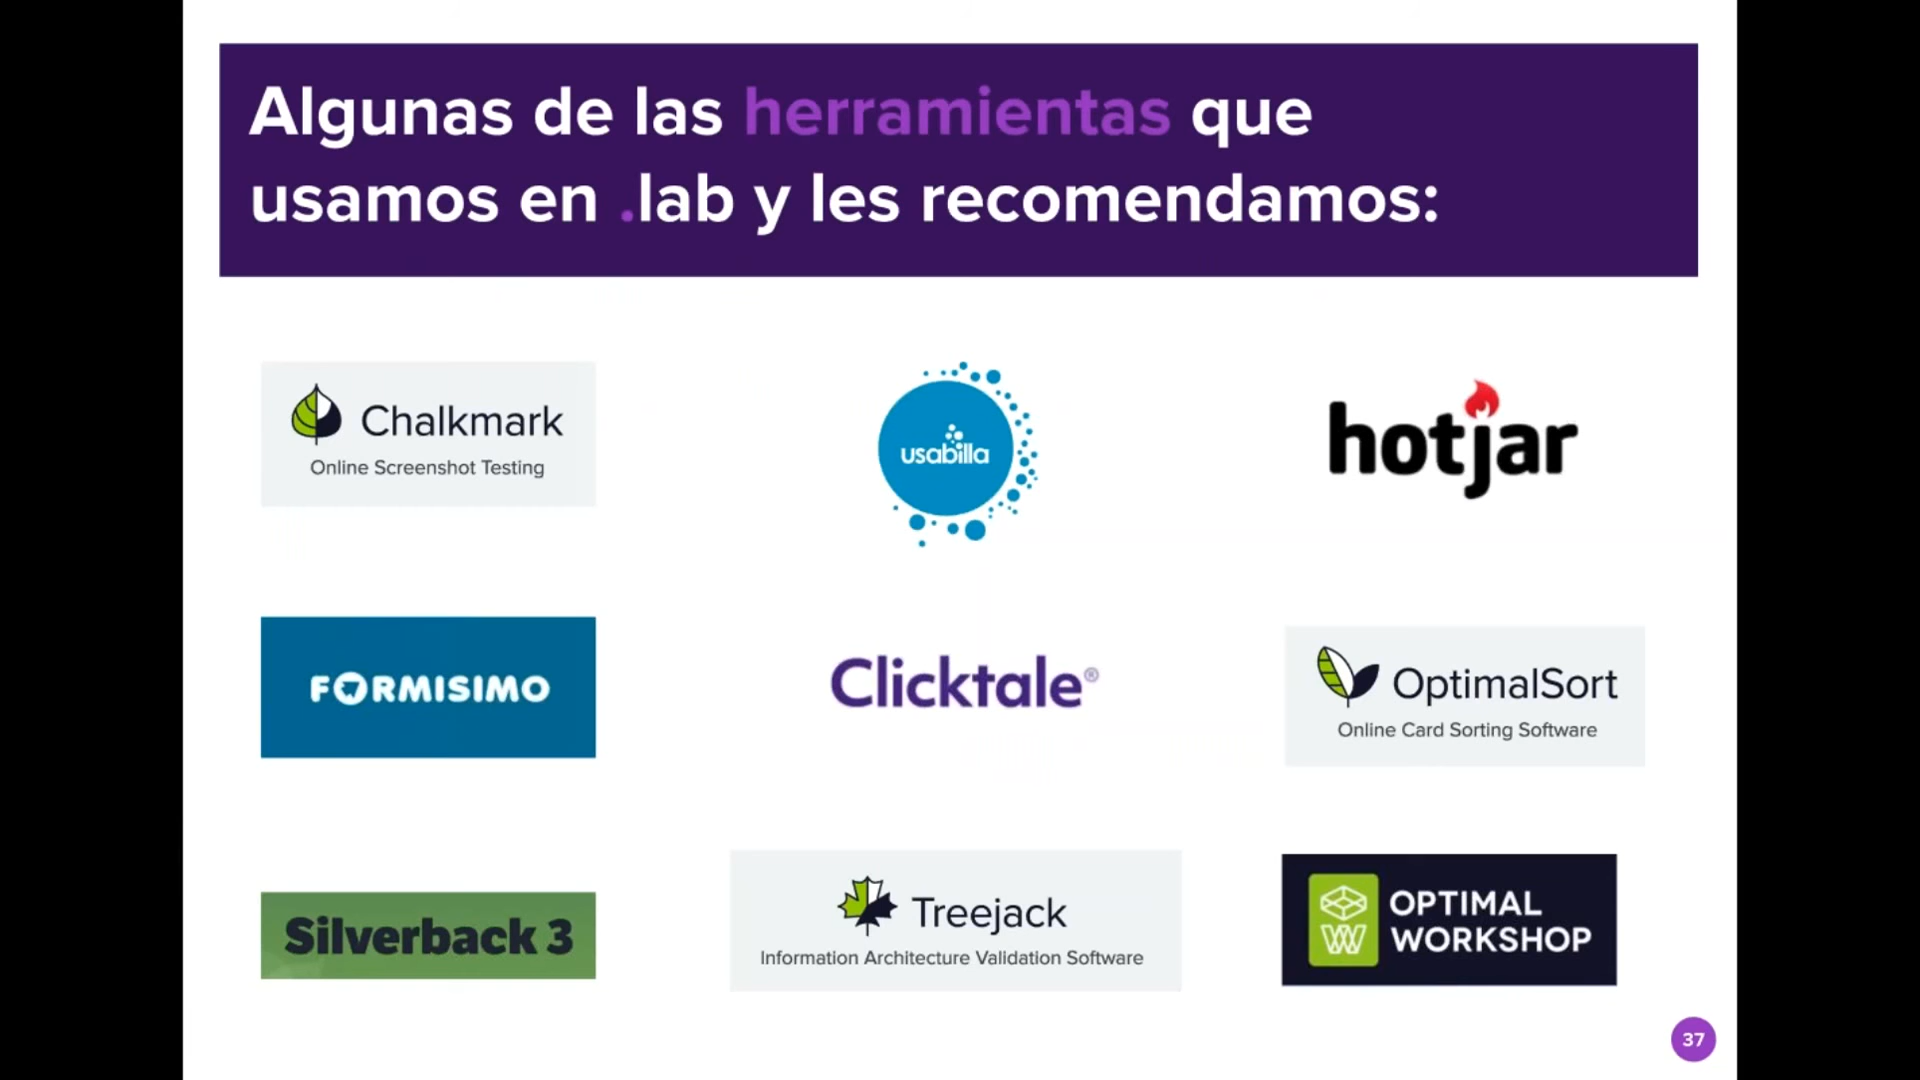 Algunas de las herramientas que
usamos en .lab y les recomendamos:
Chalkmark
Online Screenshot Testing
usabilla
hotjar
FORMISIMO
Clicktale®
OptimalSort
Online Card Sorting Software
Silverback 3
Treejack
Information Architecture Validation Software
OPTIMAL
WORKSHOP
37